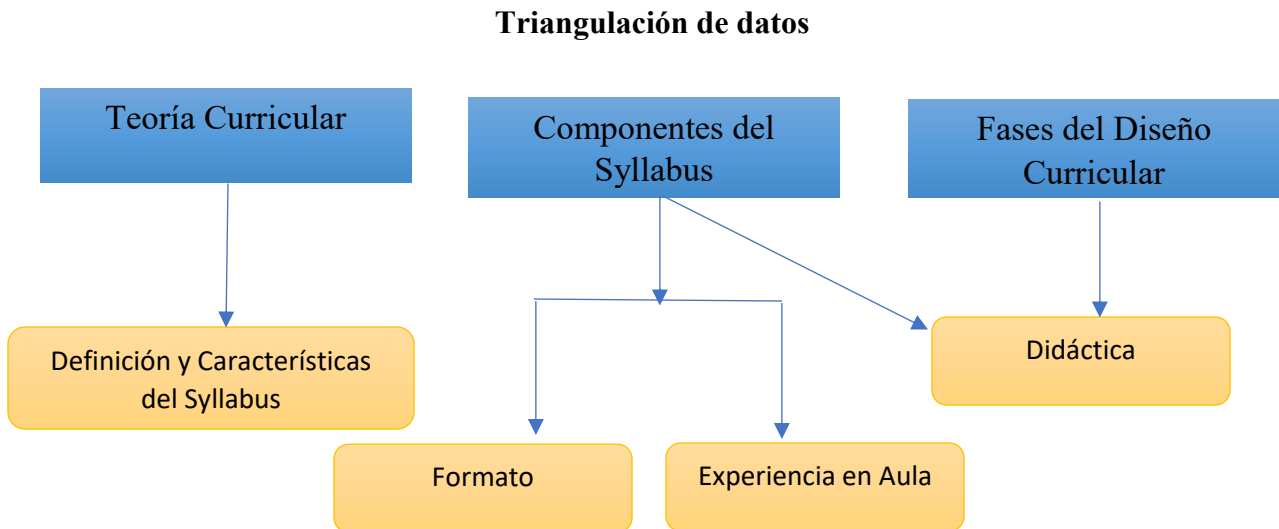 Triangulación de datos
Teoría Curricular
Componentes del
Syllabus
Fases del Diseño
Curricular
Definición y Características
del Syllabus
Didáctica
Formato
Experiencia en Aula